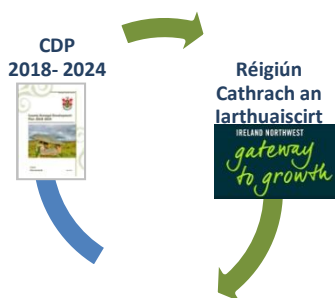 CDP
2018- 2024
Réigiún
Cathrach an
Iarthuaiscirt
IRELAND NORTHWEST
gateway
to growth